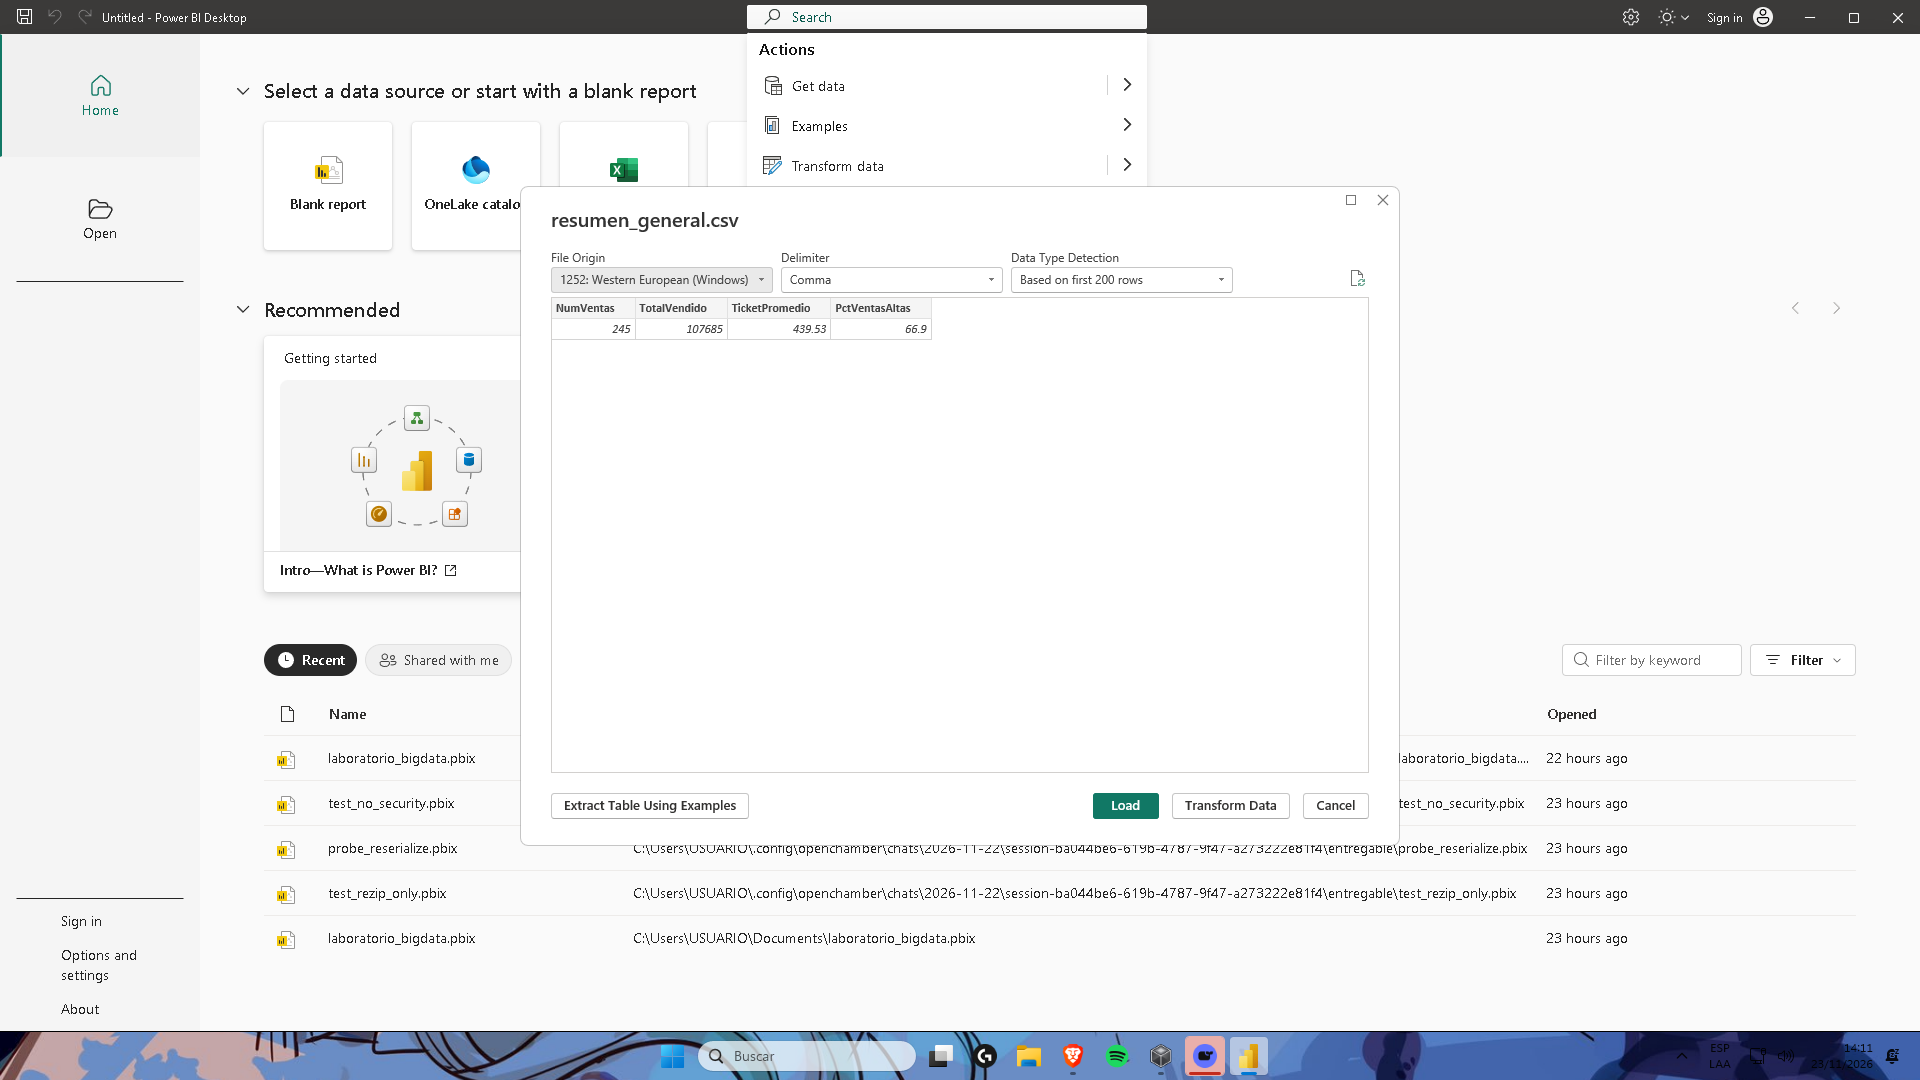 Untitled - Power BI Desktop
Search
Sign in
Actions
Get data
Examples
Transform data
Home
Open
Select a data source or start with a blank report
Blank report
OneLake catalo
Recommended
Getting started
Intro—What is Power BI?
resumen_general.csv
File Origin
Delimiter
Data Type Detection
1252: Western European (Windows)
Comma
Based on first 200 rows
NumVentas TotalVendido TicketPromedio PctVentasAltas
245 107685 439.53 66.9
Extract Table Using Examples
Load
Transform Data
Cancel
Recent
Shared with me
Filter by keyword
Filter
Name
Opened
laboratorio_bigdata.pbix laboratorio_bigdata.... 22 hours ago
test_no_security.pbix test_no_security.pbix 23 hours ago
probe_reserialize.pbix C:\Users\USUARIO\.config\openchamber\chats\2026-11-22\session-ba044be6-619b-4787-9f47-a273222e81f4\entregable\probe_reserialize.pbix 23 hours ago
test_rezip_only.pbix C:\Users\USUARIO\.config\openchamber\chats\2026-11-22\session-ba044be6-619b-4787-9f47-a273222e81f4\entregable\test_rezip_only.pbix 23 hours ago
laboratorio_bigdata.pbix C:\Users\USUARIO\Documents\laboratorio_bigdata.pbix 23 hours ago
Sign in
Options and
settings
About
Buscar
ESP
LAA
14:11
23/11/2026